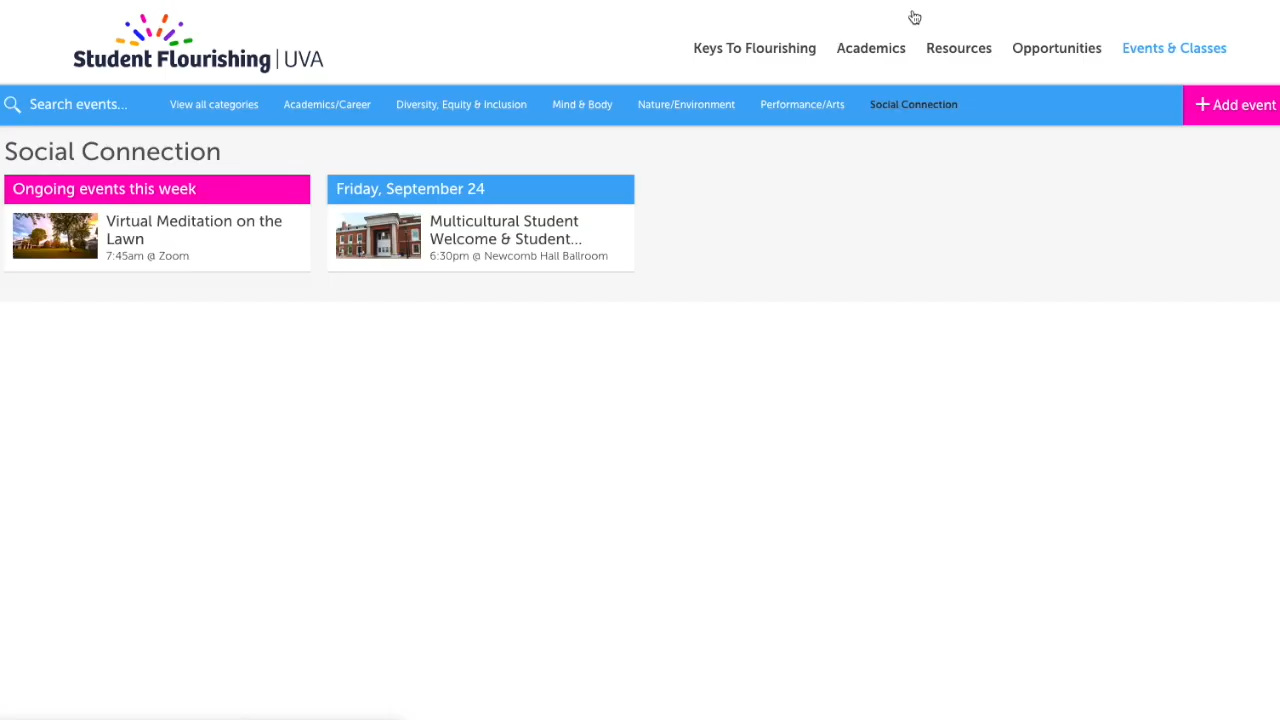 Student Flourishing | UVA
Keys To Flourishing Academics Resources Opportunities Events & Classes
Search events... View all categories Academics/Career Diversity, Equity & Inclusion Mind & Body Nature/Environment Performance/Arts Social Connection + Add event
Social Connection
Ongoing events this week
Virtual Meditation on the
Lawn
7:45am @ Zoom
Friday, September 24
Multicultural Student
Welcome & Student...
6:30pm @ Newcomb Hall Ballroom